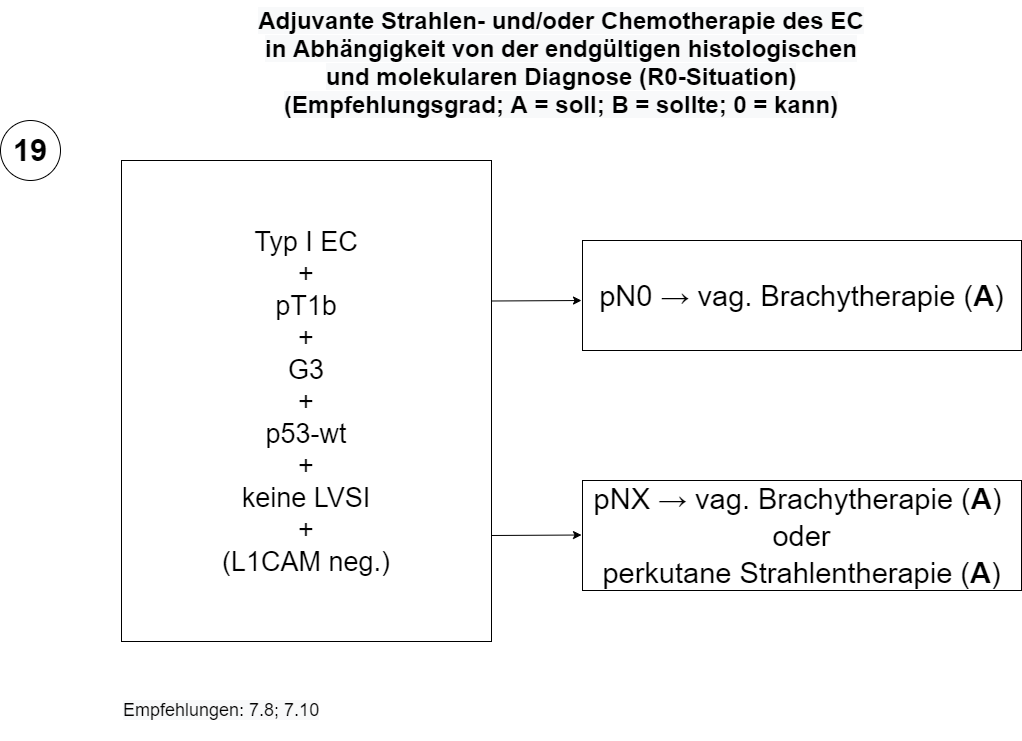 Adjuvante Strahlen- und/oder Chemotherapie des EC
in Abhängigkeit von der endgültigen histologischen
und molekularen Diagnose (R0-Situation)
(Empfehlungsgrad; A = soll; B = sollte; 0 = kann)
19
Typ I EC
+
pT1b
+
G3
+
p53-wt
+
keine LVSI
+
(L1CAM neg.)
pN0 → vag. Brachytherapie (A)
pNX → vag. Brachytherapie (A)
oder
perkutane Strahlentherapie (A)
Empfehlungen: 7.8; 7.10